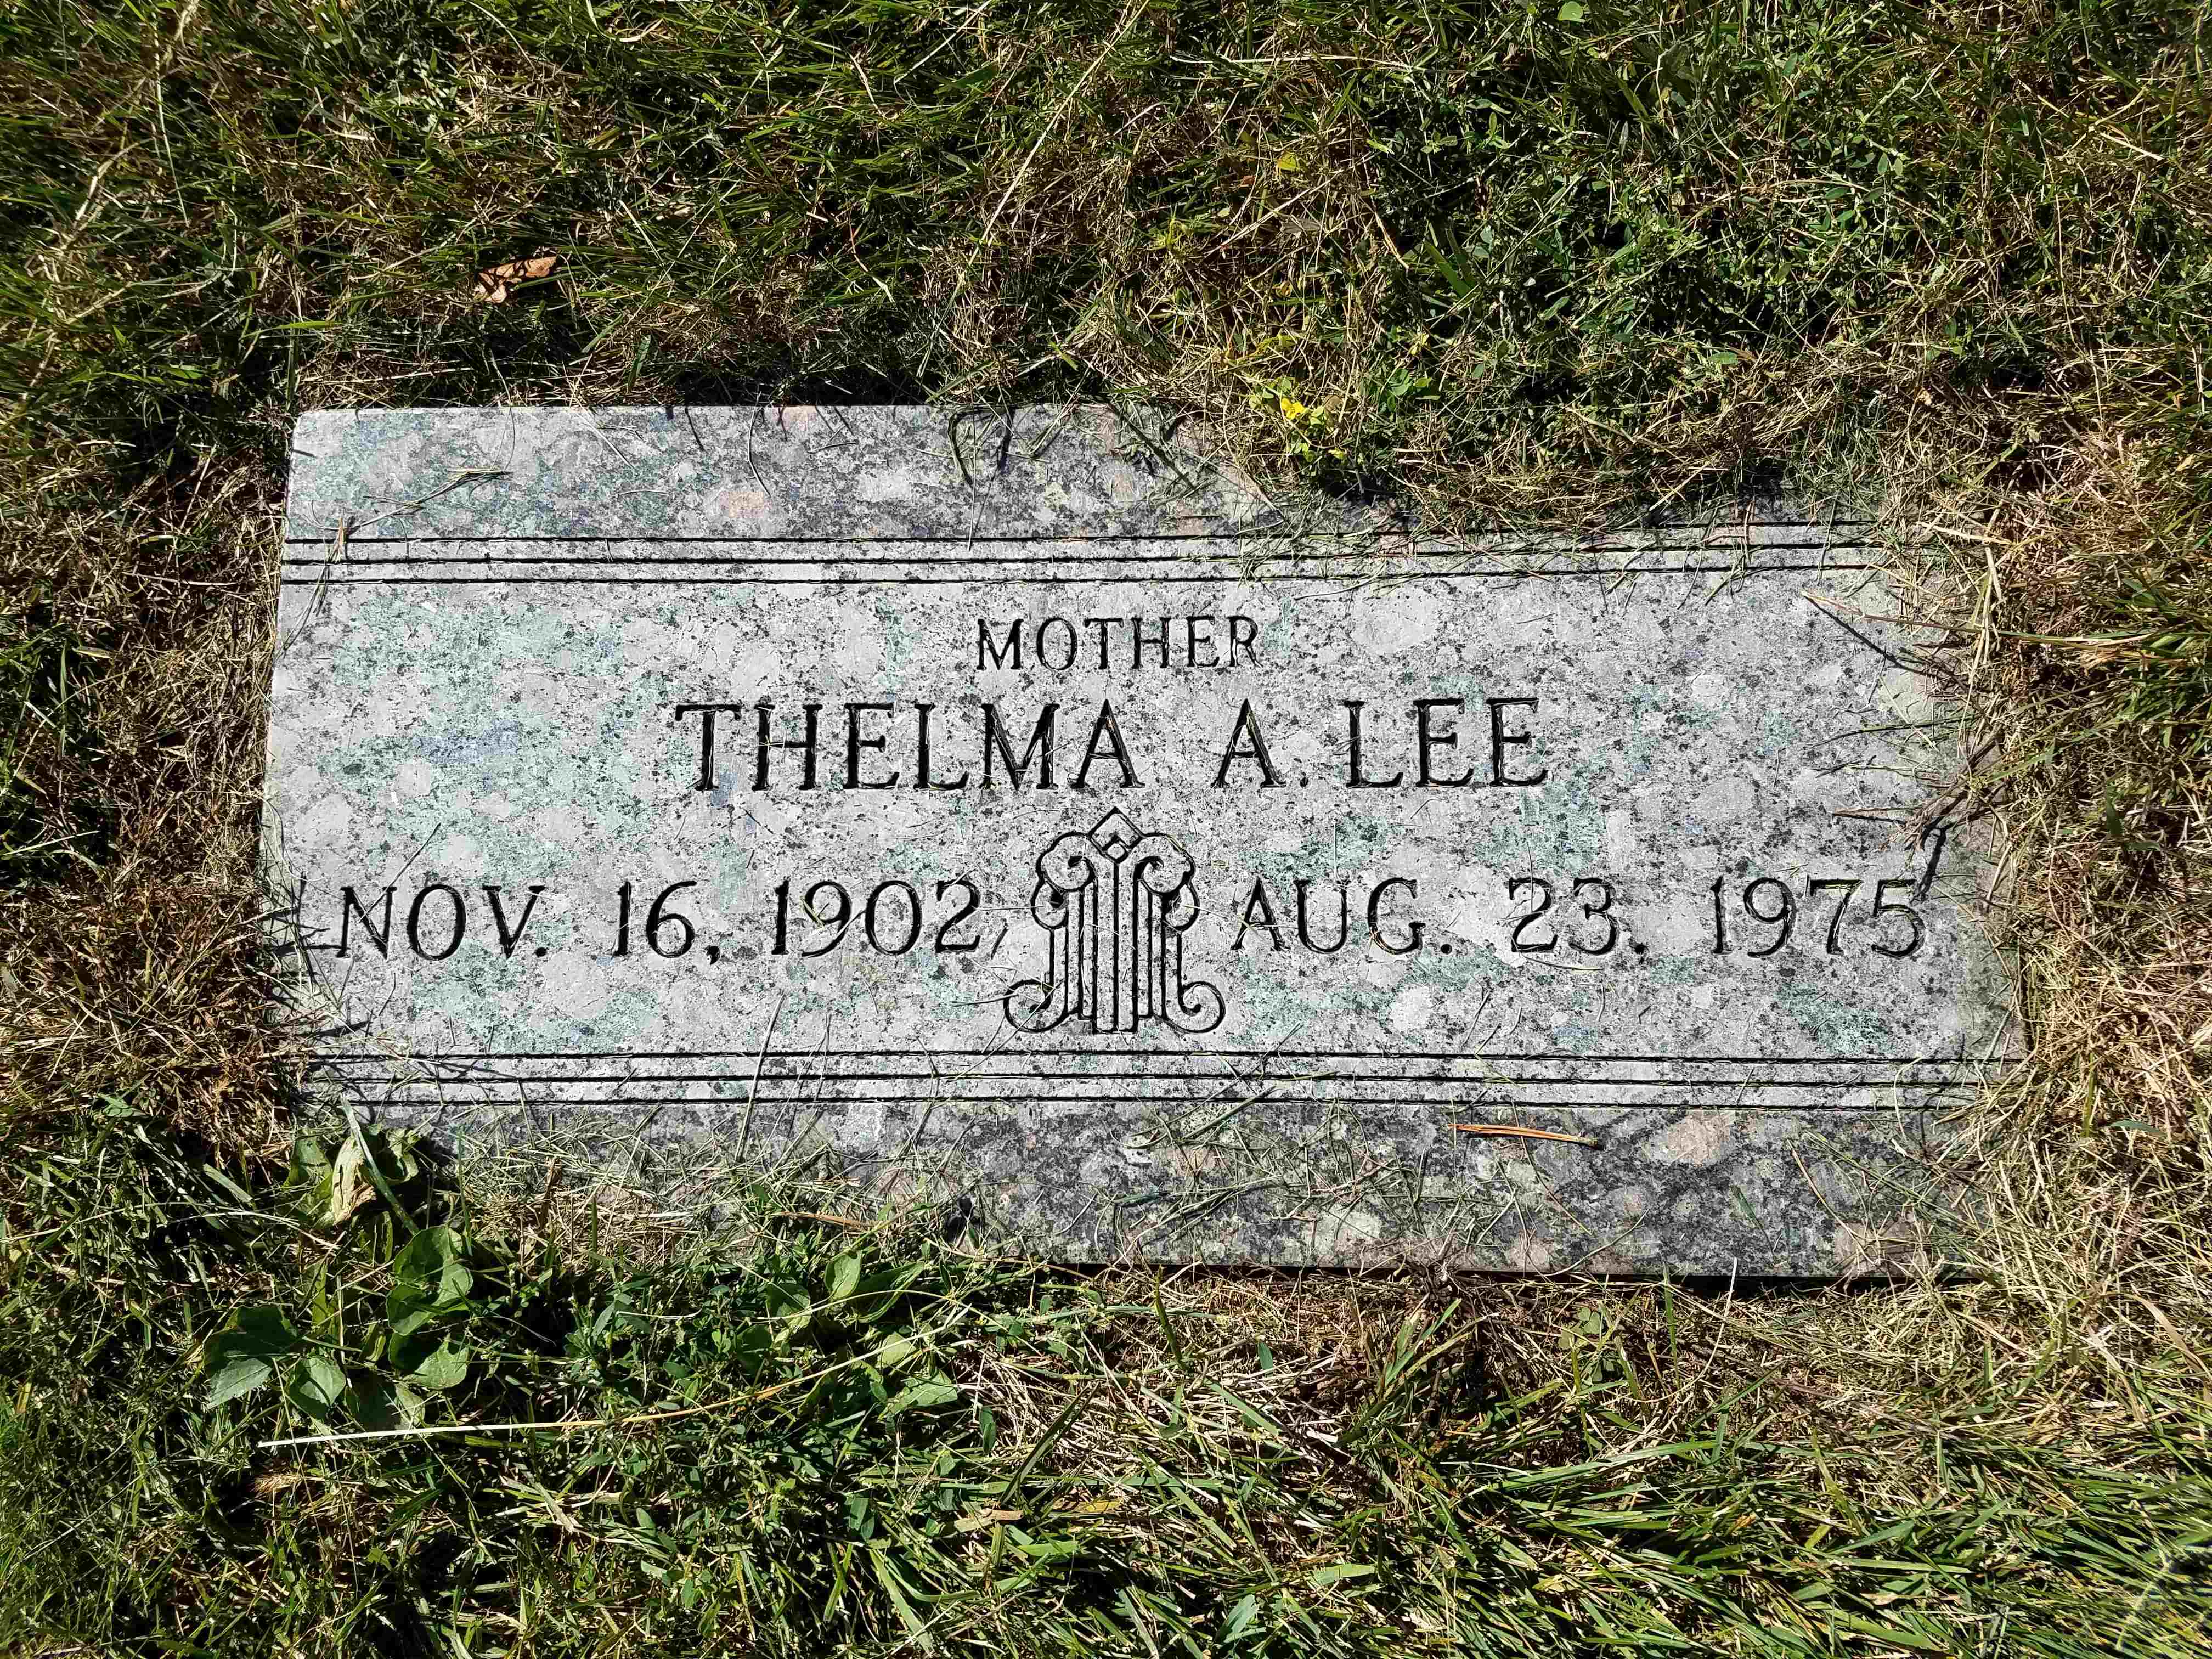 MOTHER
THELMA A. LEE
NOV. 16, 1902 AUG. 23. 1975